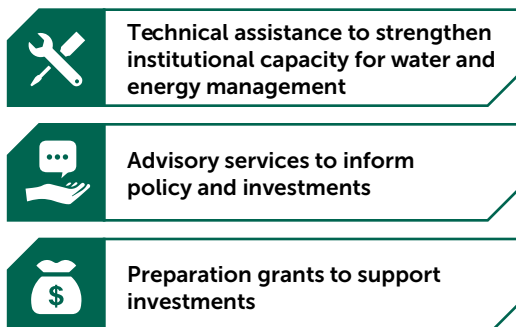 Technical assistance to strengthen
institutional capacity for water and
energy management
Advisory services to inform
policy and investments
Preparation grants to support
investments
$